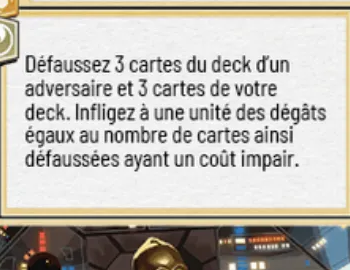 Défaussez 3 cartes du deck d'un
adversaire et 3 cartes de votre
deck. Infligez à une unité des dégâts
égaux au nombre de cartes ainsi
défaussées ayant un coût impair.